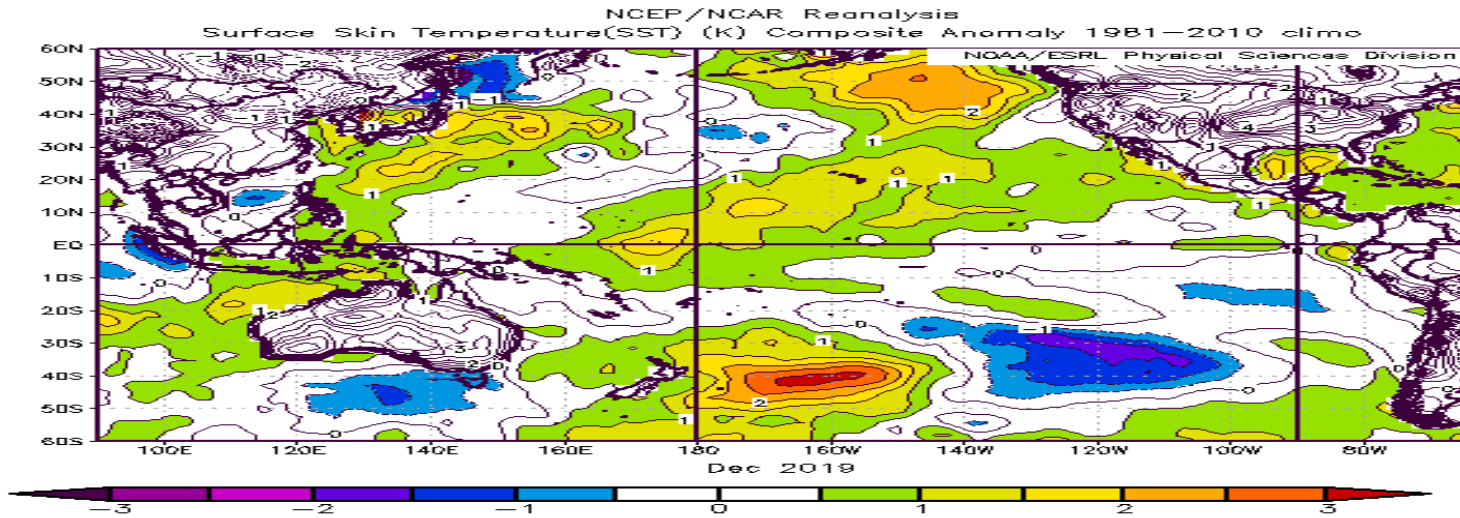 NCEP/NCAR Reanalysis
Surface Skin Temperature(SST) (K) Composite Anomaly 1981-2010 climo
NOAA/ESRL Physical Sciences Division
60N
50N
40N
30N
20N
10N
EQ
10S
20S
30S
40S
50S
60S
100E 120E 140E 160E 180 160W 140W 120W 100W 80W
Dec 2019
-3 -2 -1 0 1 2 3